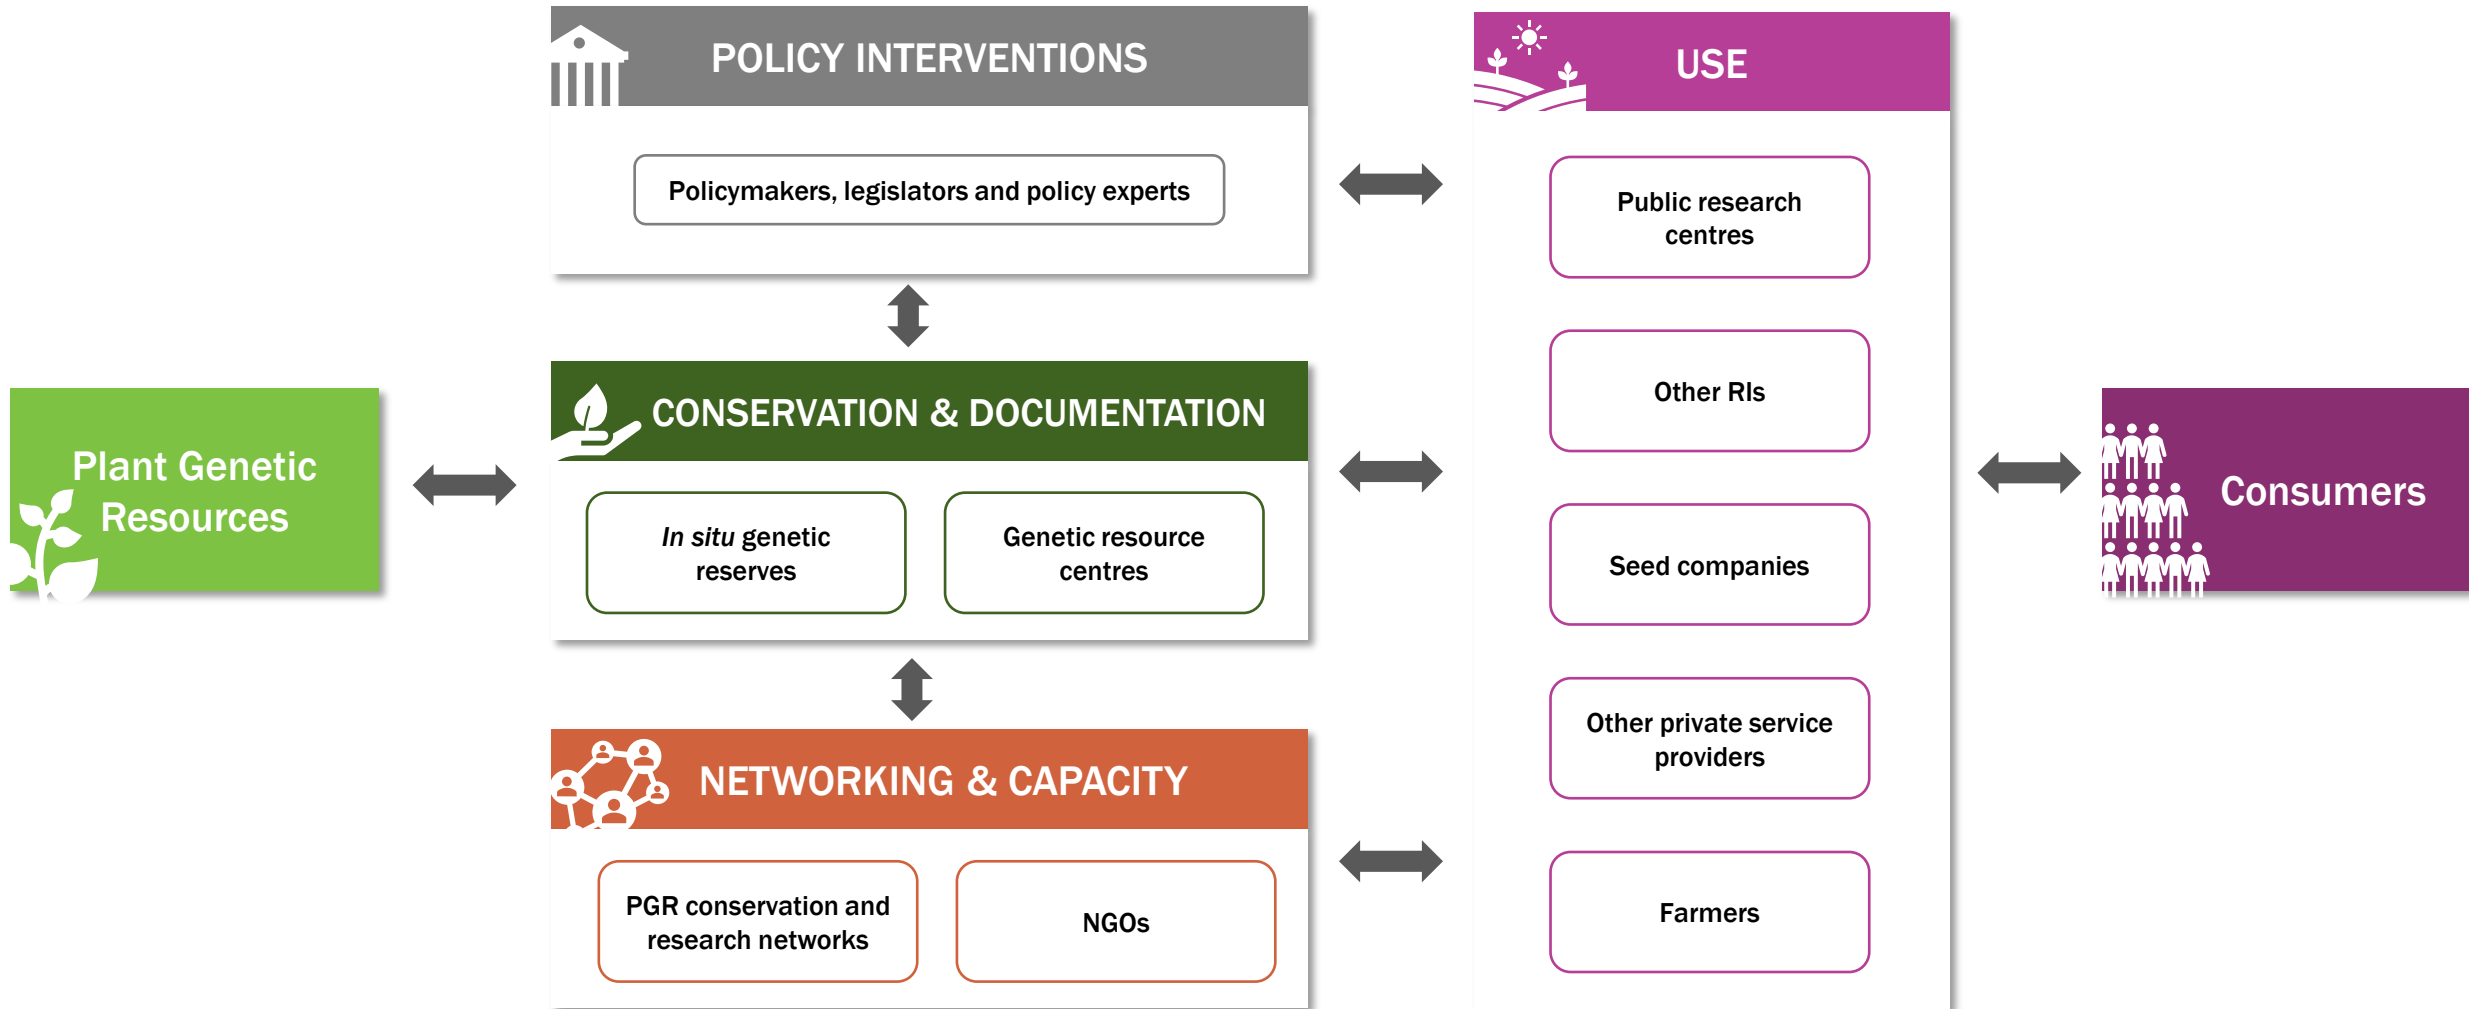 Plant Genetic
Resources
POLICY INTERVENTIONS
Policymakers, legislators and policy experts
CONSERVATION & DOCUMENTATION
In situ genetic
reserves
Genetic resource
centres
NETWORKING & CAPACITY
PGR conservation and
research networks
NGOs
USE
Public research
centres
Other RIs
Seed companies
Other private service
providers
Farmers
Consumers